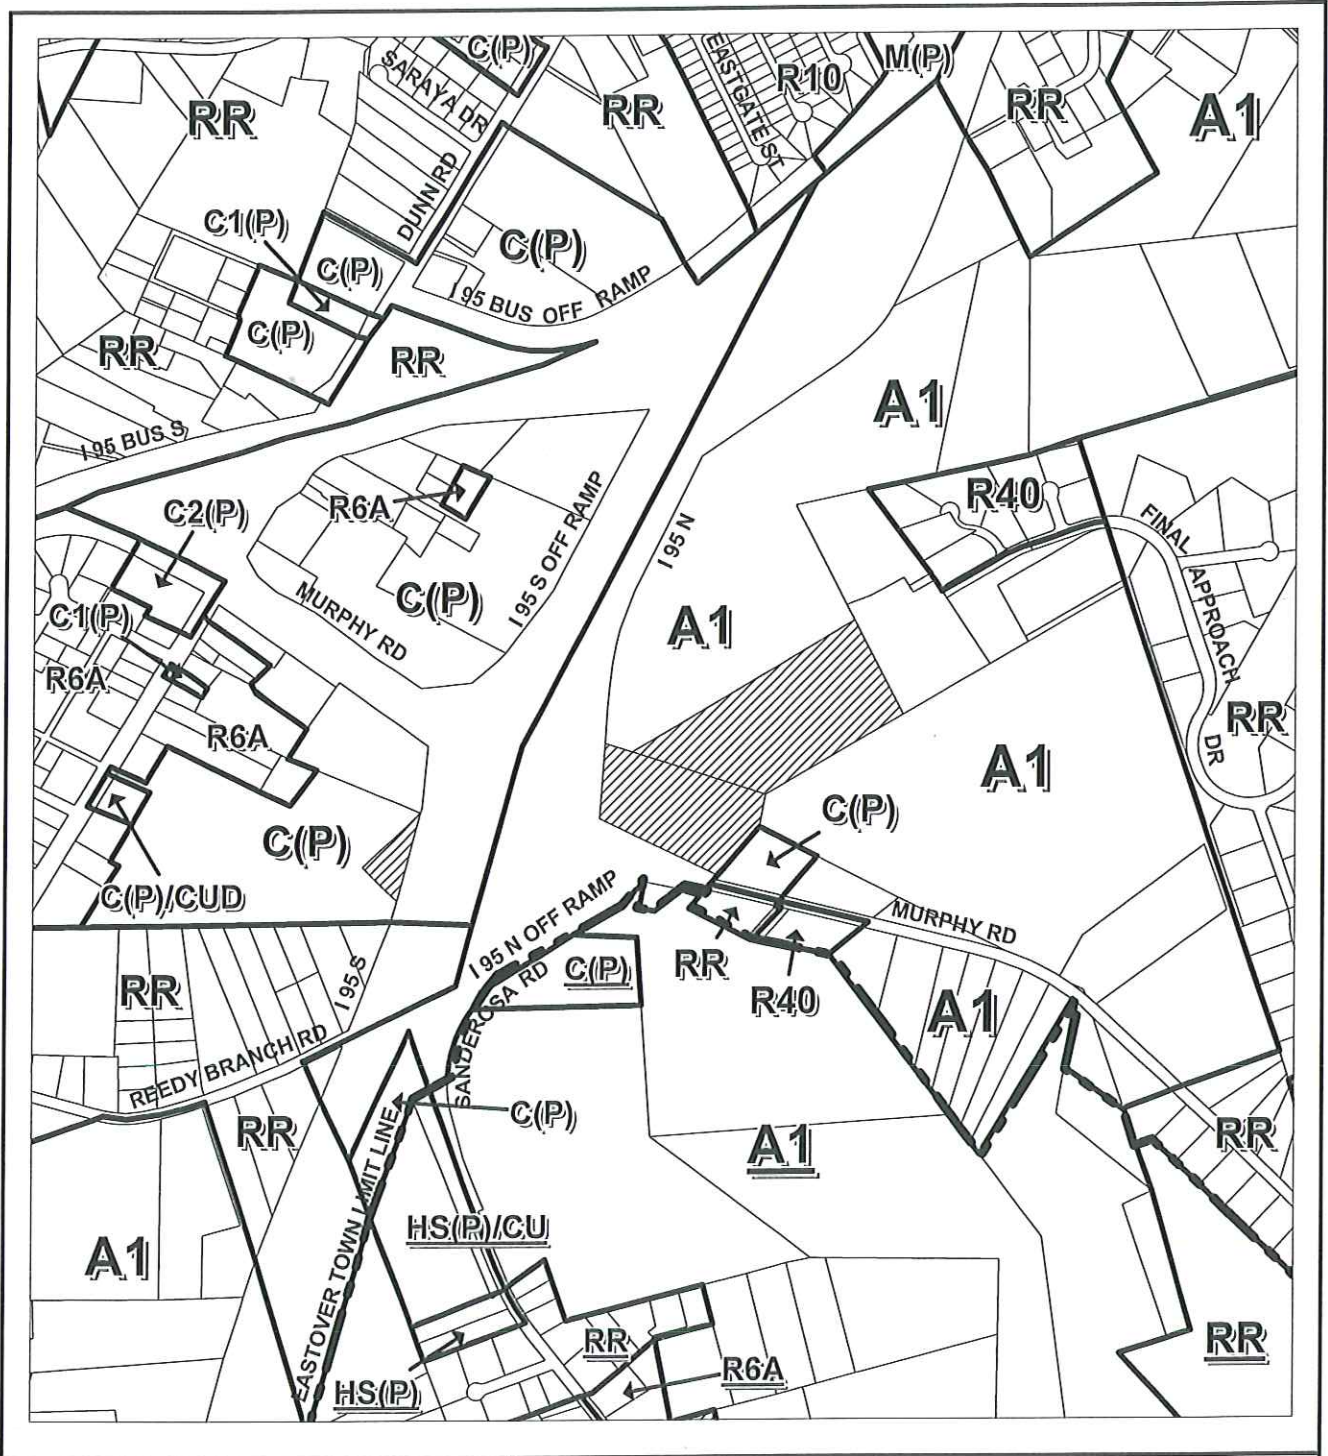 C(P)
SARAYA DR
RR
RR
EASTGATE ST
R10
M(P)
RR
A1
DUNN RD
C1(P)
C(P)
C(P)
I 95 BUS OFF RAMP
C(P)
RR
RR
A1
I 95 BUS S
R6A
R40
C2(P)
I 95 S OFF RAMP
I 95 N
FINAL APPROACH DR
C(P)
MURPHY RD
C1(P)
A1
R6A
RR
R6A
A1
C(P)
C(P)
C(P)/CUD
I 95 N OFF RAMP
MURPHY RD
RR
C(P)
RR
R40
A1
I 95 S
SANDEROSA RD
REEDY BRANCH RD
C(P)
RR
A1
RR
EASTOVER TOWN LIMIT LINE
HS(P)/CU
A1
RR
RR
R6A
HS(P)